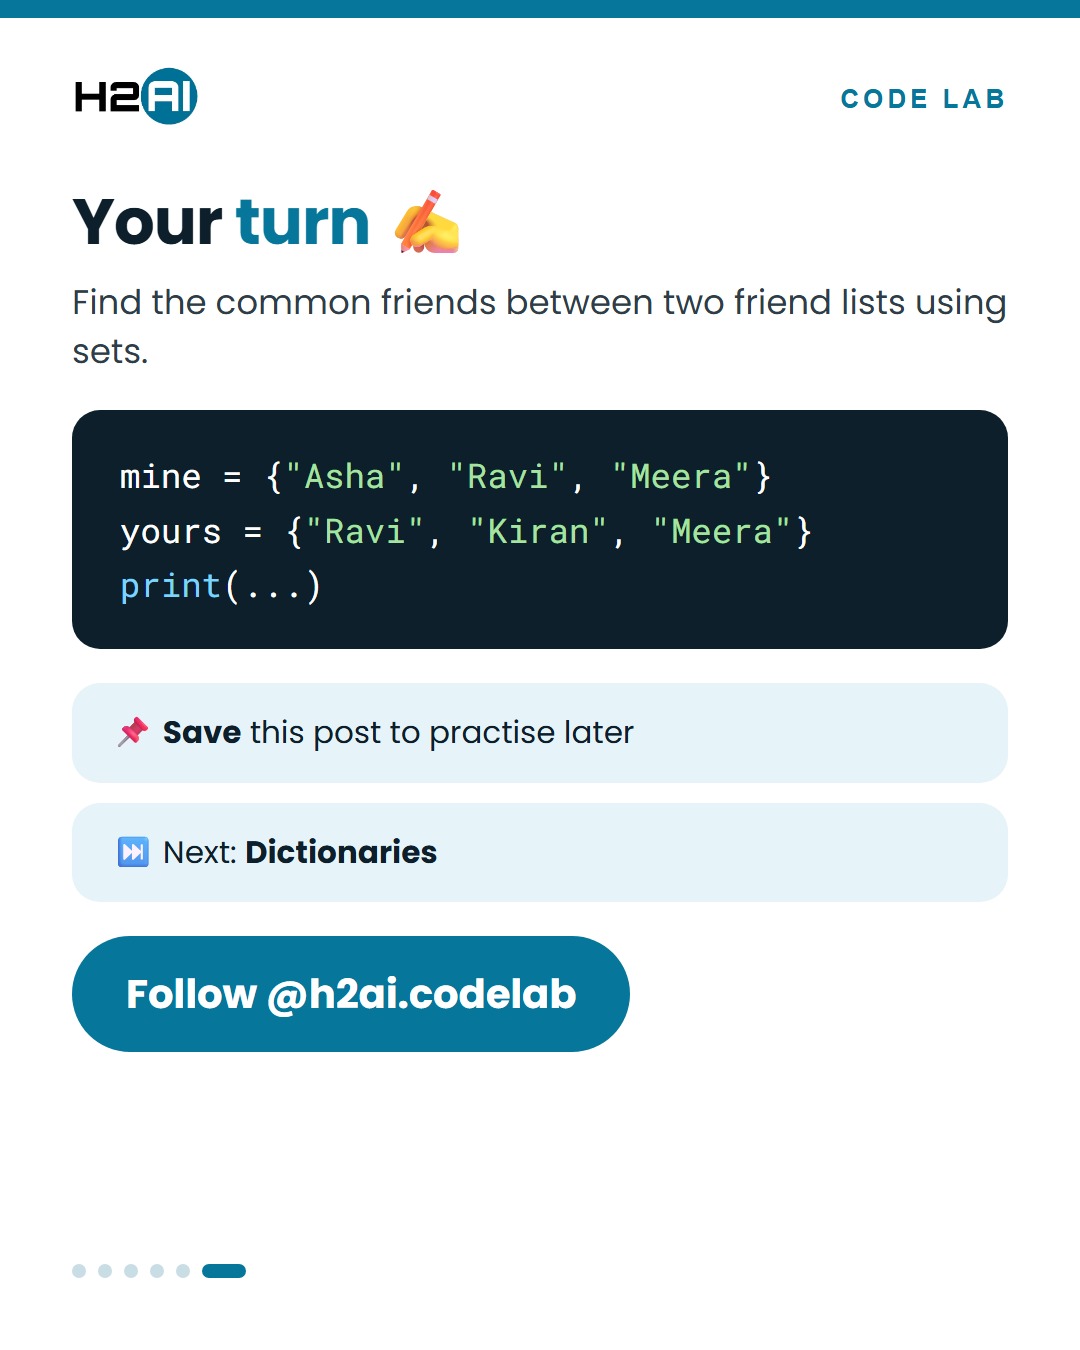 H2AI
CODE LAB
Your turn ✍️
Find the common friends between two friend lists using
sets.
mine = {"Asha", "Ravi", "Meera"}
yours = {"Ravi", "Kiran", "Meera"}
print(...)
📌 Save this post to practise later
⏭️ Next: Dictionaries
Follow @h2ai.codelab